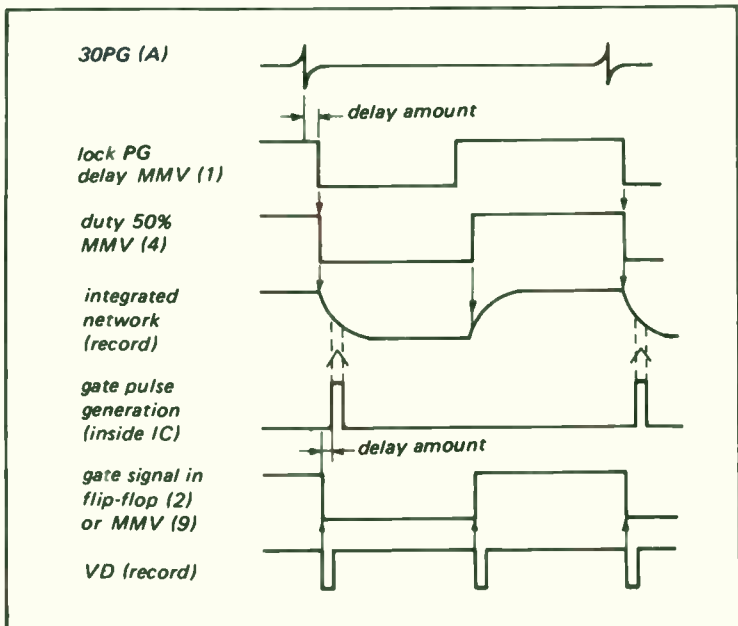 30PG (A)
delay amount
lock PG
delay MMV (1)
duty 50%
MMV (4)
integrated
network
(record)
gate pulse
generation
(inside IC)
delay amount
gate signal in
flip-flop (2)
or MMV (9)
VD (record)